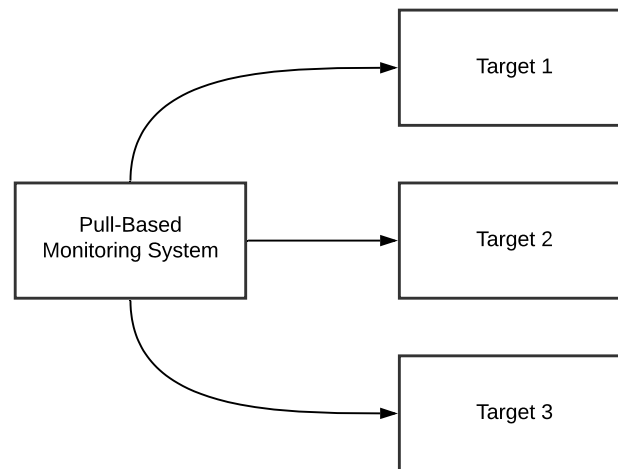 Target 1
Pull-Based
Monitoring System
Target 2
Target 3